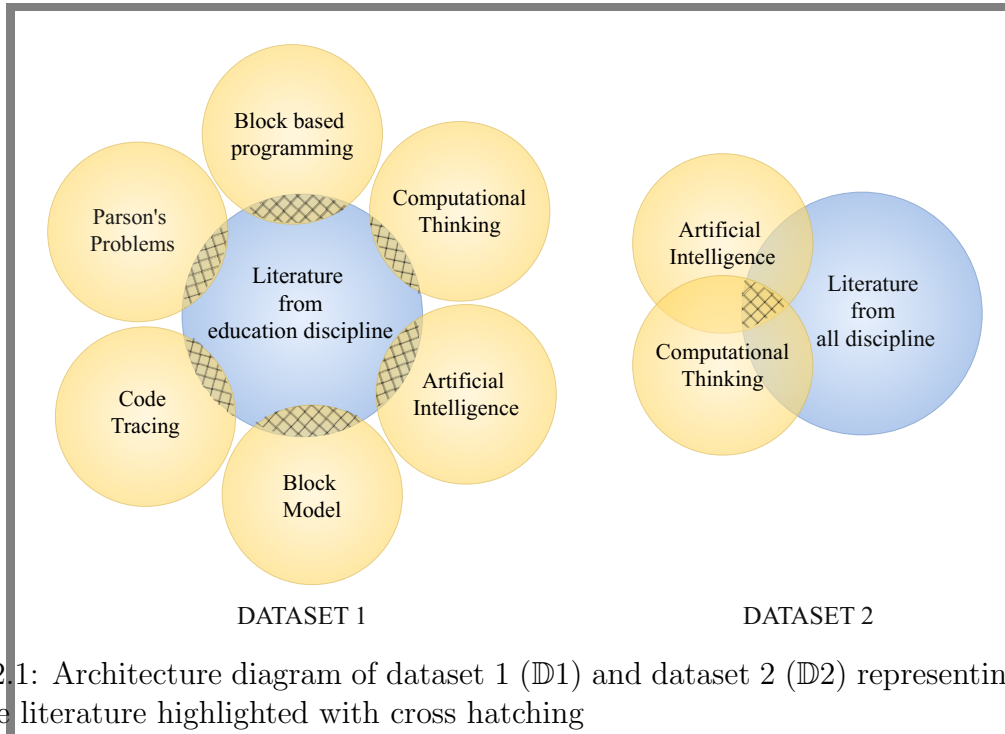 Block based
programming
Computational
Thinking
Parson's
Problems
Literature
from
education discipline
Code
Tracing
Artificial
Intelligence
Block
Model
DATASET 1
Artificial
Intelligence
Computational
Thinking
Literature
from
all discipline
DATASET 2
2.1: Architecture diagram of dataset 1 (𝔻1) and dataset 2 (𝔻2) representin
e literature highlighted with cross hatching